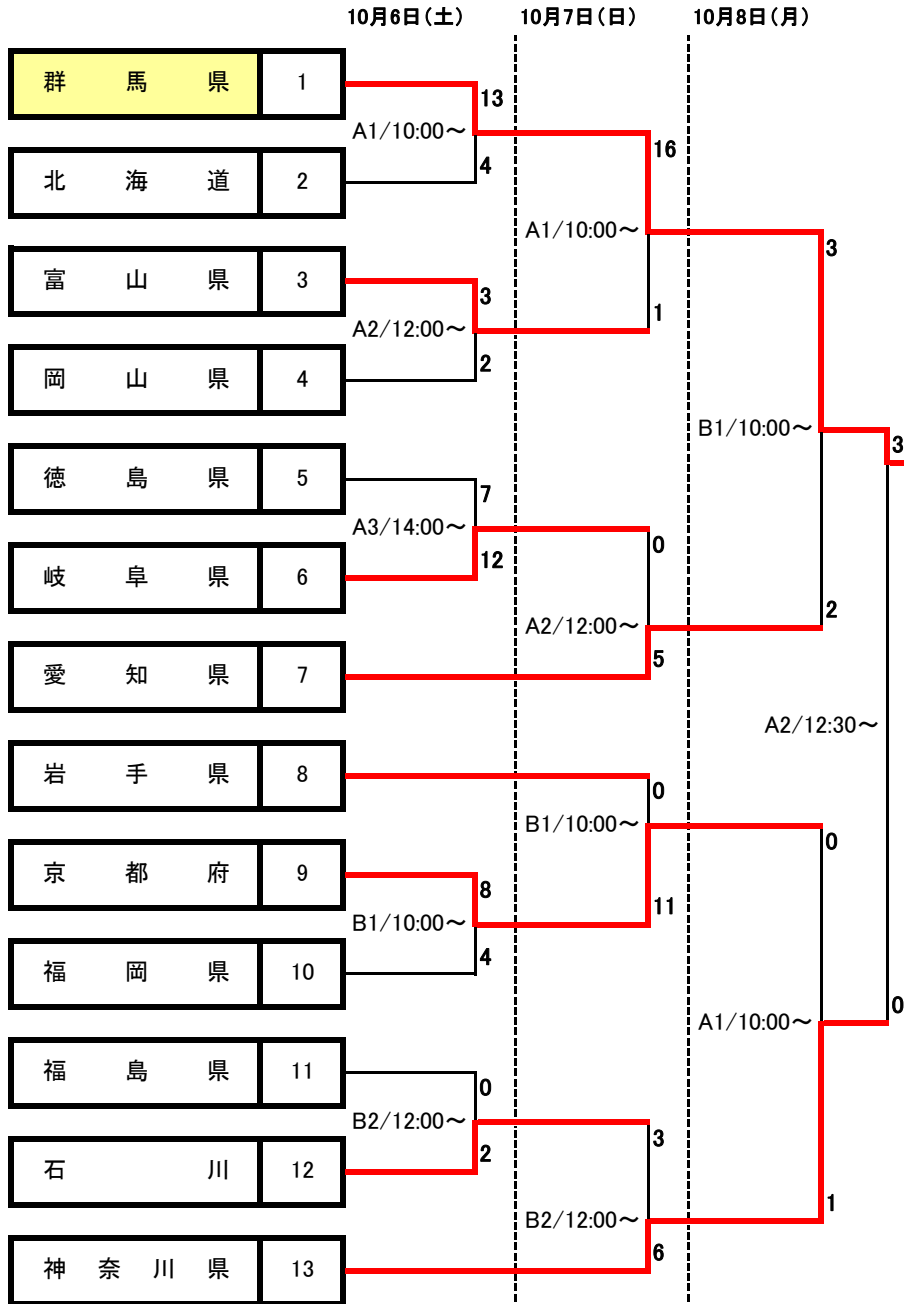 10月6日(土) 10月7日(日) 10月8日(月)
群馬県 1
13
A1/10:00～
16
4
北海道 2
A1/10:00～
3
富山県 3
3
1
A2/12:00～
2
岡山県 4
B1/10:00～
3
徳島県 5
7
A3/14:00～
0
12
岐阜県 6
2
A2/12:00～
5
愛知県 7
A2/12:30～
岩手県 8
0
B1/10:00～
0
京都府 9
8
11
B1/10:00～
4
福岡県 10
0
A1/10:00～
福島県 11
0
B2/12:00～
3
2
石川 12
1
B2/12:00～
6
神奈川県 13